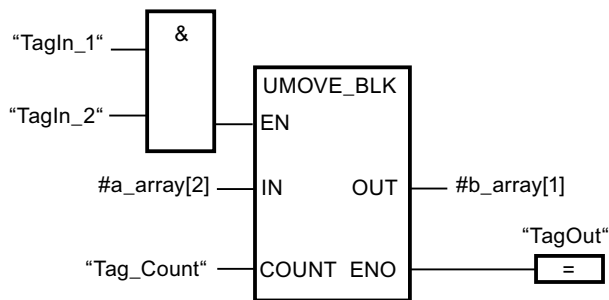 “TagIn_1“
&
“TagIn_2“
UMOVE_BLK
EN
#a_array[2]
IN
OUT
#b_array[1]
“TagOut“
“Tag_Count“
COUNT
ENO
=